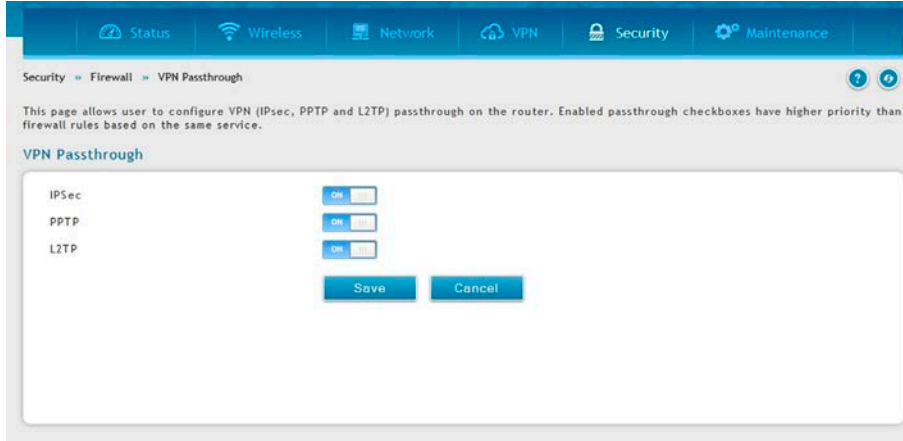 Status Wireless Network VPN Security Maintenance
Security » Firewall » VPN Passthrough
This page allows user to configure VPN (IPsec, PPTP and L2TP) passthrough on the router. Enabled passthrough checkboxes have higher priority than
firewall rules based on the same service.
VPN Passthrough
IPSec ON
PPTP ON
L2TP ON
Save Cancel